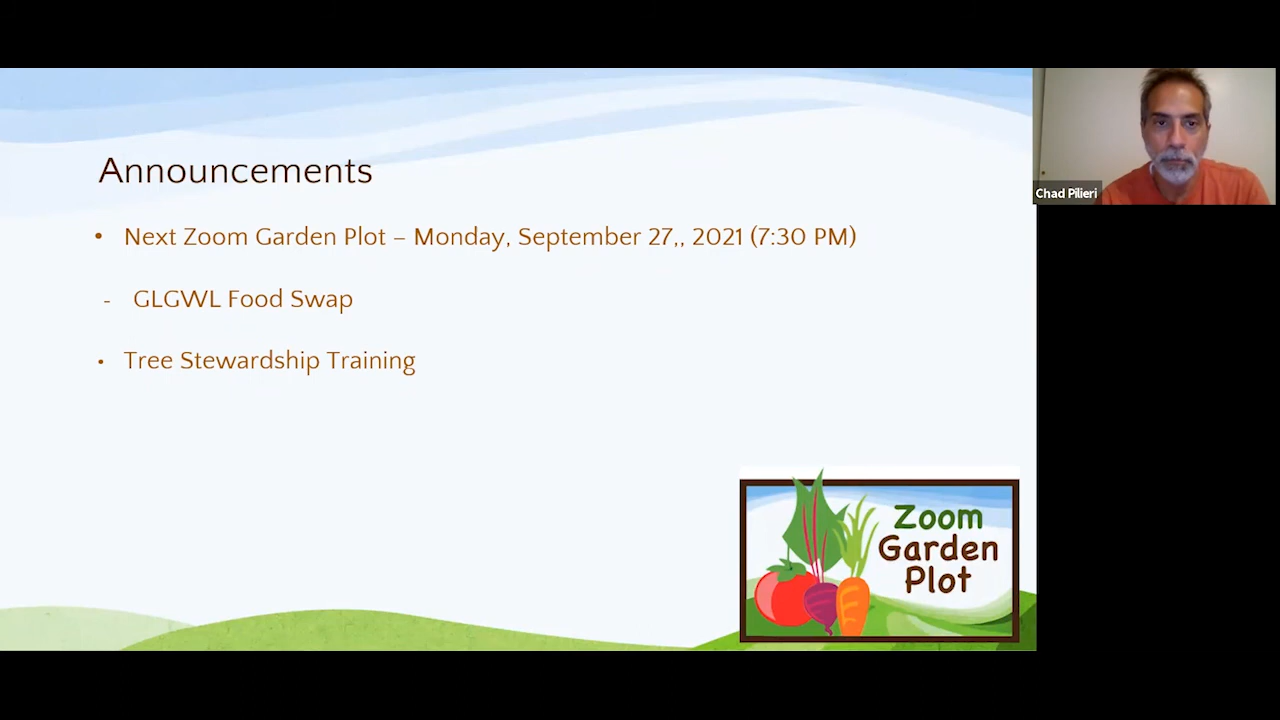 Announcements
• Next Zoom Garden Plot – Monday, September 27,, 2021 (7:30 PM)
- GLGWL Food Swap
• Tree Stewardship Training
Zoom
Garden
Plot
Chad Pilieri